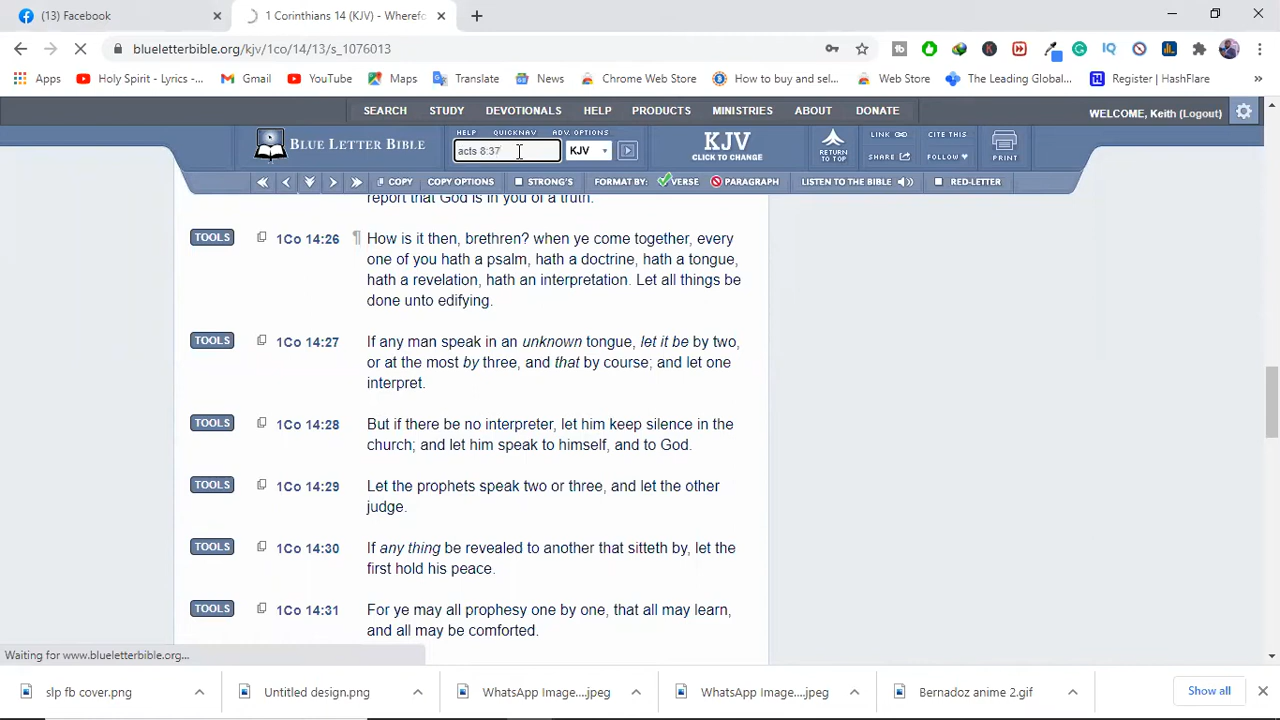 (13) Facebook
1 Corinthians 14 (KJV) - Wherefo
blueletterbible.org/kjv/1co/14/13/s_1076013
Apps
Holy Spirit - Lyrics -...
Gmail
YouTube
Maps
Translate
News
Chrome Web Store
How to buy and sel...
Web Store
The Leading Global...
Register | HashFlare
SEARCH STUDY DEVOTIONALS HELP PRODUCTS MINISTRIES ABOUT DONATE
WELCOME, Keith (Logout)
HELP QUICKNAV ADV. OPTIONS
BLUE LETTER BIBLE
acts 8:37
KJV
KJV
CLICK TO CHANGE
RETURN
TO TOP
LINK
CITE THIS
SHARE
FOLLOW
PRINT
COPY COPY OPTIONS STRONG'S FORMAT BY: VERSE PARAGRAPH LISTEN TO THE BIBLE RED-LETTER
report that God is in you of a truth.
TOOLS 1Co 14:26 ¶ How is it then, brethren? when ye come together, every
one of you hath a psalm, hath a doctrine, hath a tongue,
hath a revelation, hath an interpretation. Let all things be
done unto edifying.
TOOLS 1Co 14:27 If any man speak in an unknown tongue, let it be by two,
or at the most by three, and that by course; and let one
interpret.
TOOLS 1Co 14:28 But if there be no interpreter, let him keep silence in the
church; and let him speak to himself, and to God.
TOOLS 1Co 14:29 Let the prophets speak two or three, and let the other
judge.
TOOLS 1Co 14:30 If any thing be revealed to another that sitteth by, let the
first hold his peace.
TOOLS 1Co 14:31 For ye may all prophesy one by one, that all may learn,
and all may be comforted.
Waiting for www.blueletterbible.org...
slp fb cover.png
Untitled design.png
WhatsApp Image....jpeg
WhatsApp Image....jpeg
Bernadoz anime 2.gif
Show all